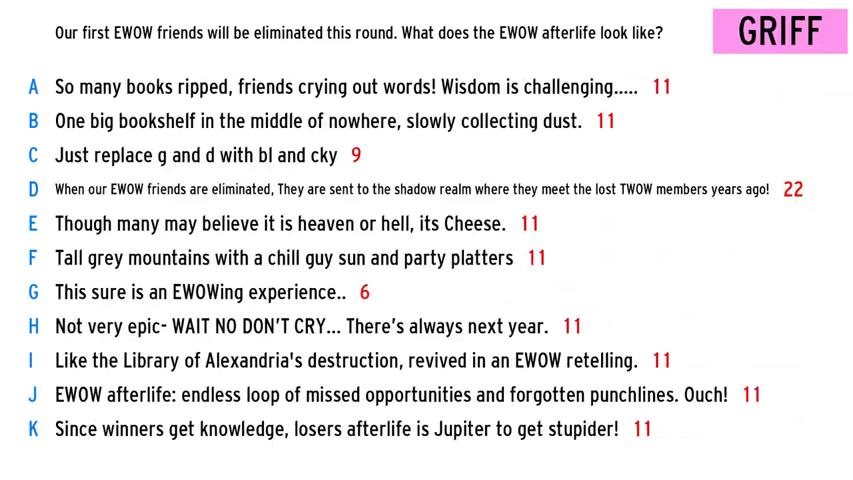 Our first EWOW friends will be eliminated this round. What does the EWOW afterlife look like?
GRIFF
A So many books ripped, friends crying out words! Wisdom is challenging..... 11
B One big bookshelf in the middle of nowhere, slowly collecting dust. 11
C Just replace g and d with bl and cky 9
D When our EWOW friends are eliminated, They are sent to the shadow realm where they meet the lost TWOW members years ago! 22
E Though many may believe it is heaven or hell, its Cheese. 11
F Tall grey mountains with a chill guy sun and party platters 11
G This sure is an EWOWing experience.. 6
H Not very epic- WAIT NO DON'T CRY... There's always next year. 11
I Like the Library of Alexandria's destruction, revived in an EWOW retelling. 11
J EWOW afterlife: endless loop of missed opportunities and forgotten punchlines. Ouch! 11
K Since winners get knowledge, losers afterlife is Jupiter to get stupider! 11